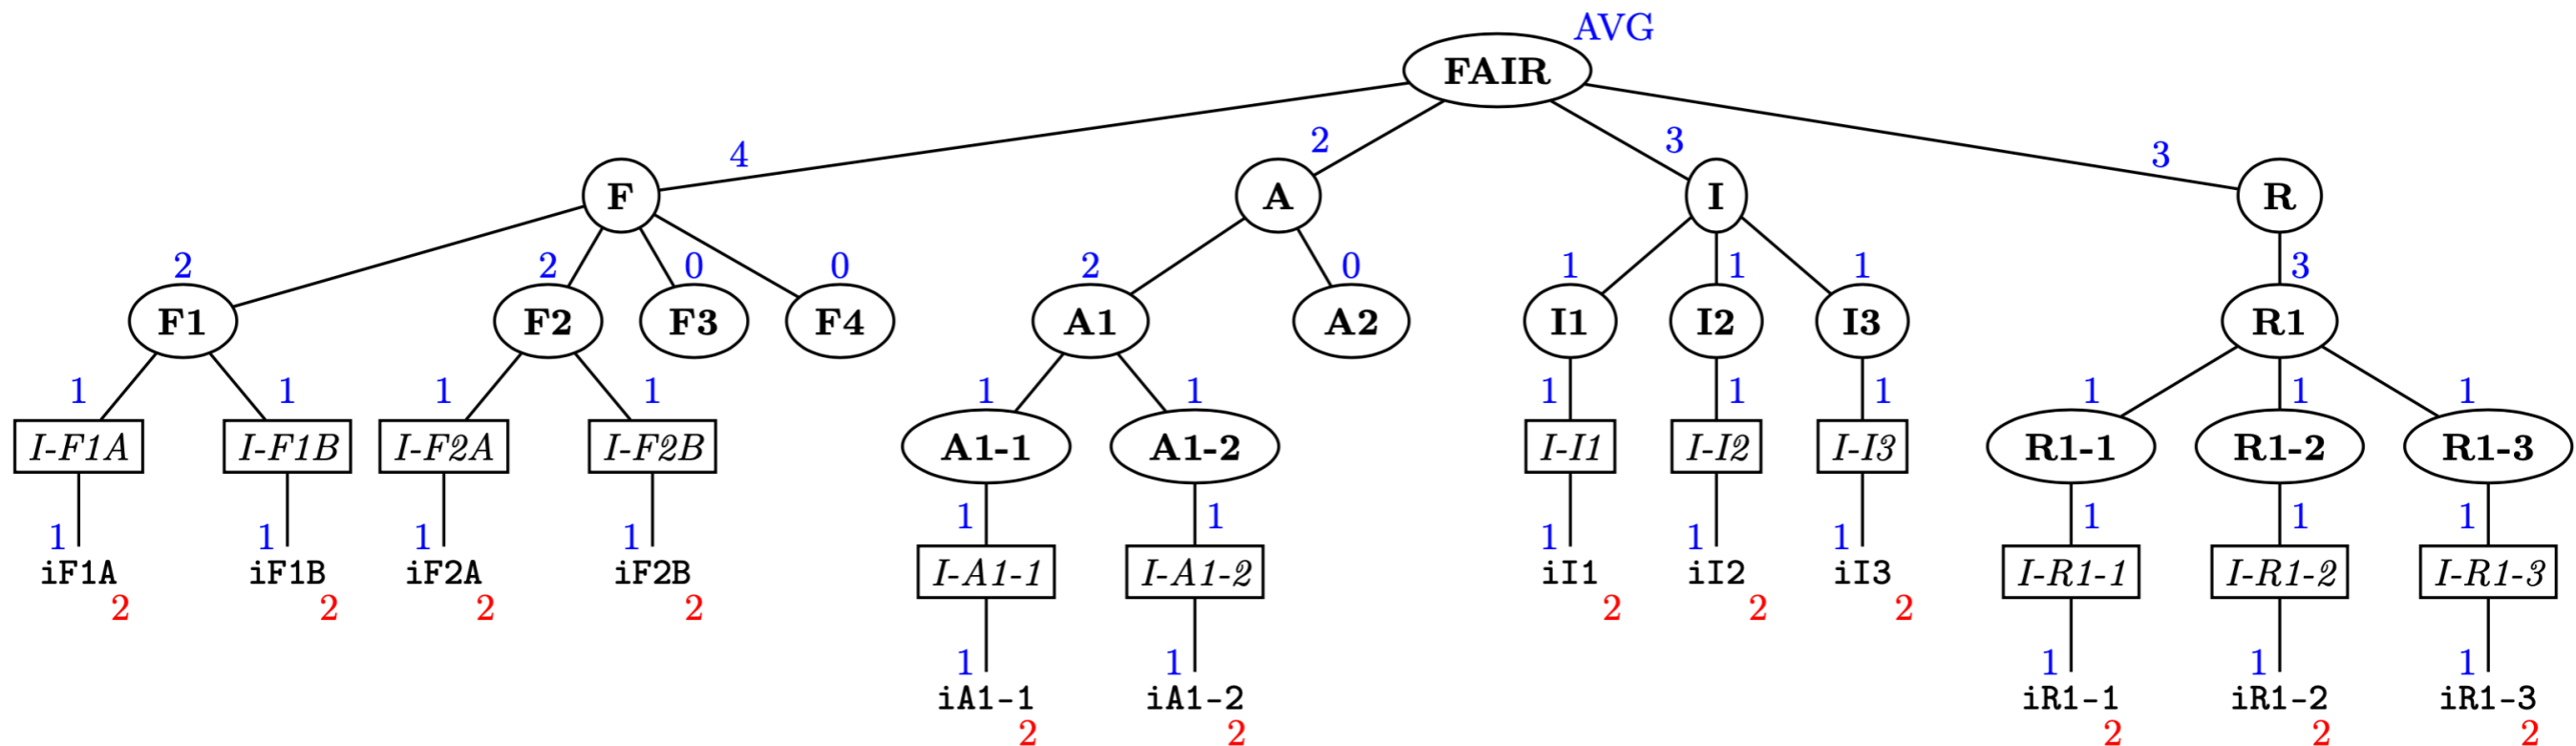 AVG
FAIR
4 2 3 3
F A I R
2 2 0 0 2 0 1 1 1 3
F1 F2 F3 F4 A1 A2 I1 I2 I3 R1
1 1 1 1 1 1 1 1 1 1 1 1
I-F1A I-F1B I-F2A I-F2B A1-1 A1-2 I-I1 I-I2 I-I3 R1-1 R1-2 R1-3
1 1 1 1 1
1 1 1 1 1 1 1
iF1A iF1B iF2A iF2B I-A1-1 I-A1-2 iI1 iI2 iI3 I-R1-1 I-R1-2 I-R1-3
2 2 2 2 2 2 2
1 1 1 1 1
iA1-1 iA1-2 iR1-1 iR1-2 iR1-3
2 2 2 2 2